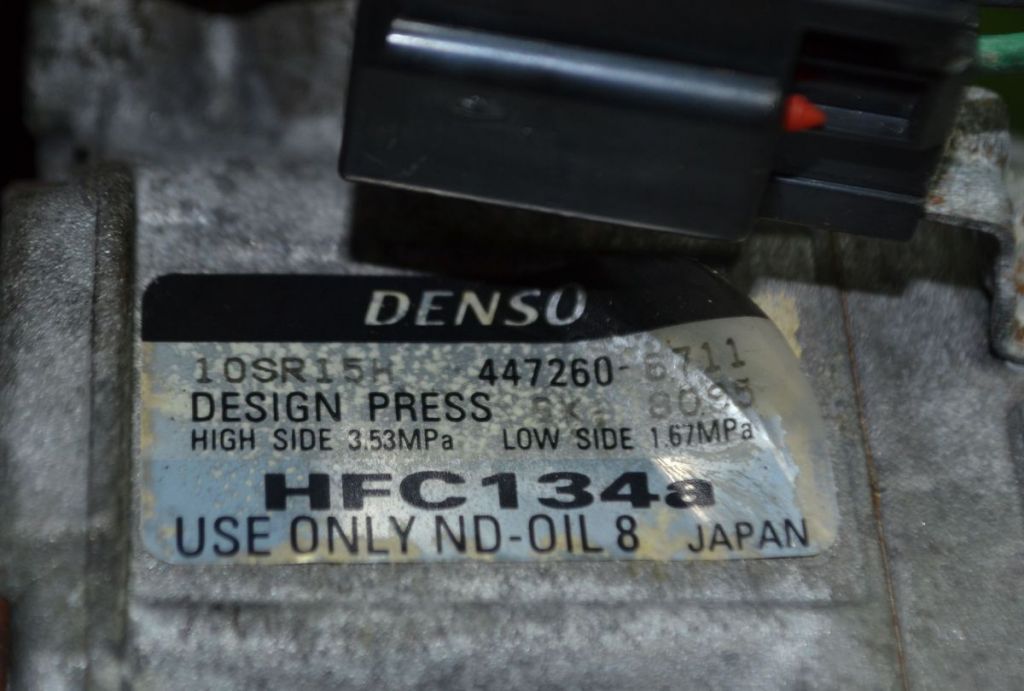 DENSO
10SR15H 447260-
DESIGN PRESS
HIGH SIDE 3.53MPa LOW SIDE 1.67MPa
HFC134a
USE ONLY ND-OIL 8 JAPAN